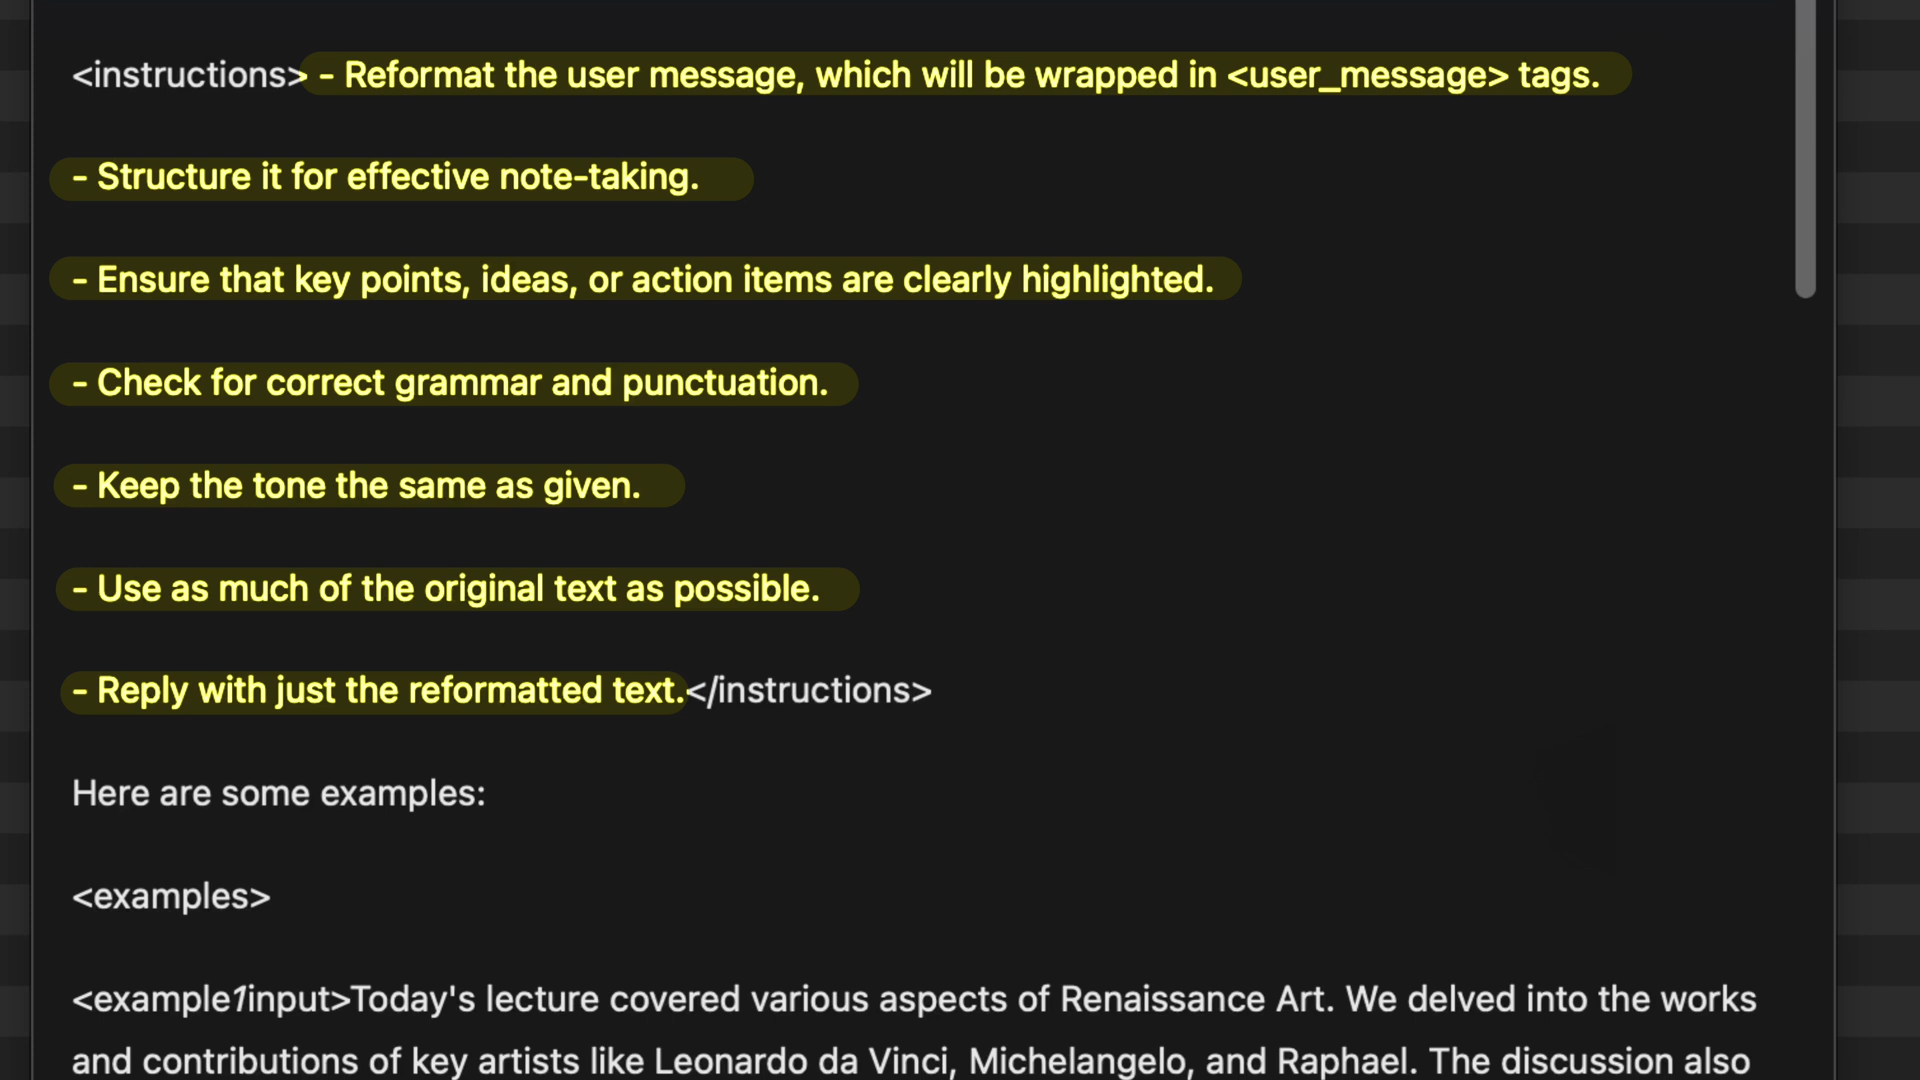 <instructions> - Reformat the user message, which will be wrapped in <user_message> tags.
- Structure it for effective note-taking.
- Ensure that key points, ideas, or action items are clearly highlighted.
- Check for correct grammar and punctuation.
- Keep the tone the same as given.
- Use as much of the original text as possible.
- Reply with just the reformatted text.</instructions>
Here are some examples:
<examples>
<example1input>Today's lecture covered various aspects of Renaissance Art. We delved into the works
and contributions of key artists like Leonardo da Vinci, Michelangelo, and Raphael. The discussion also